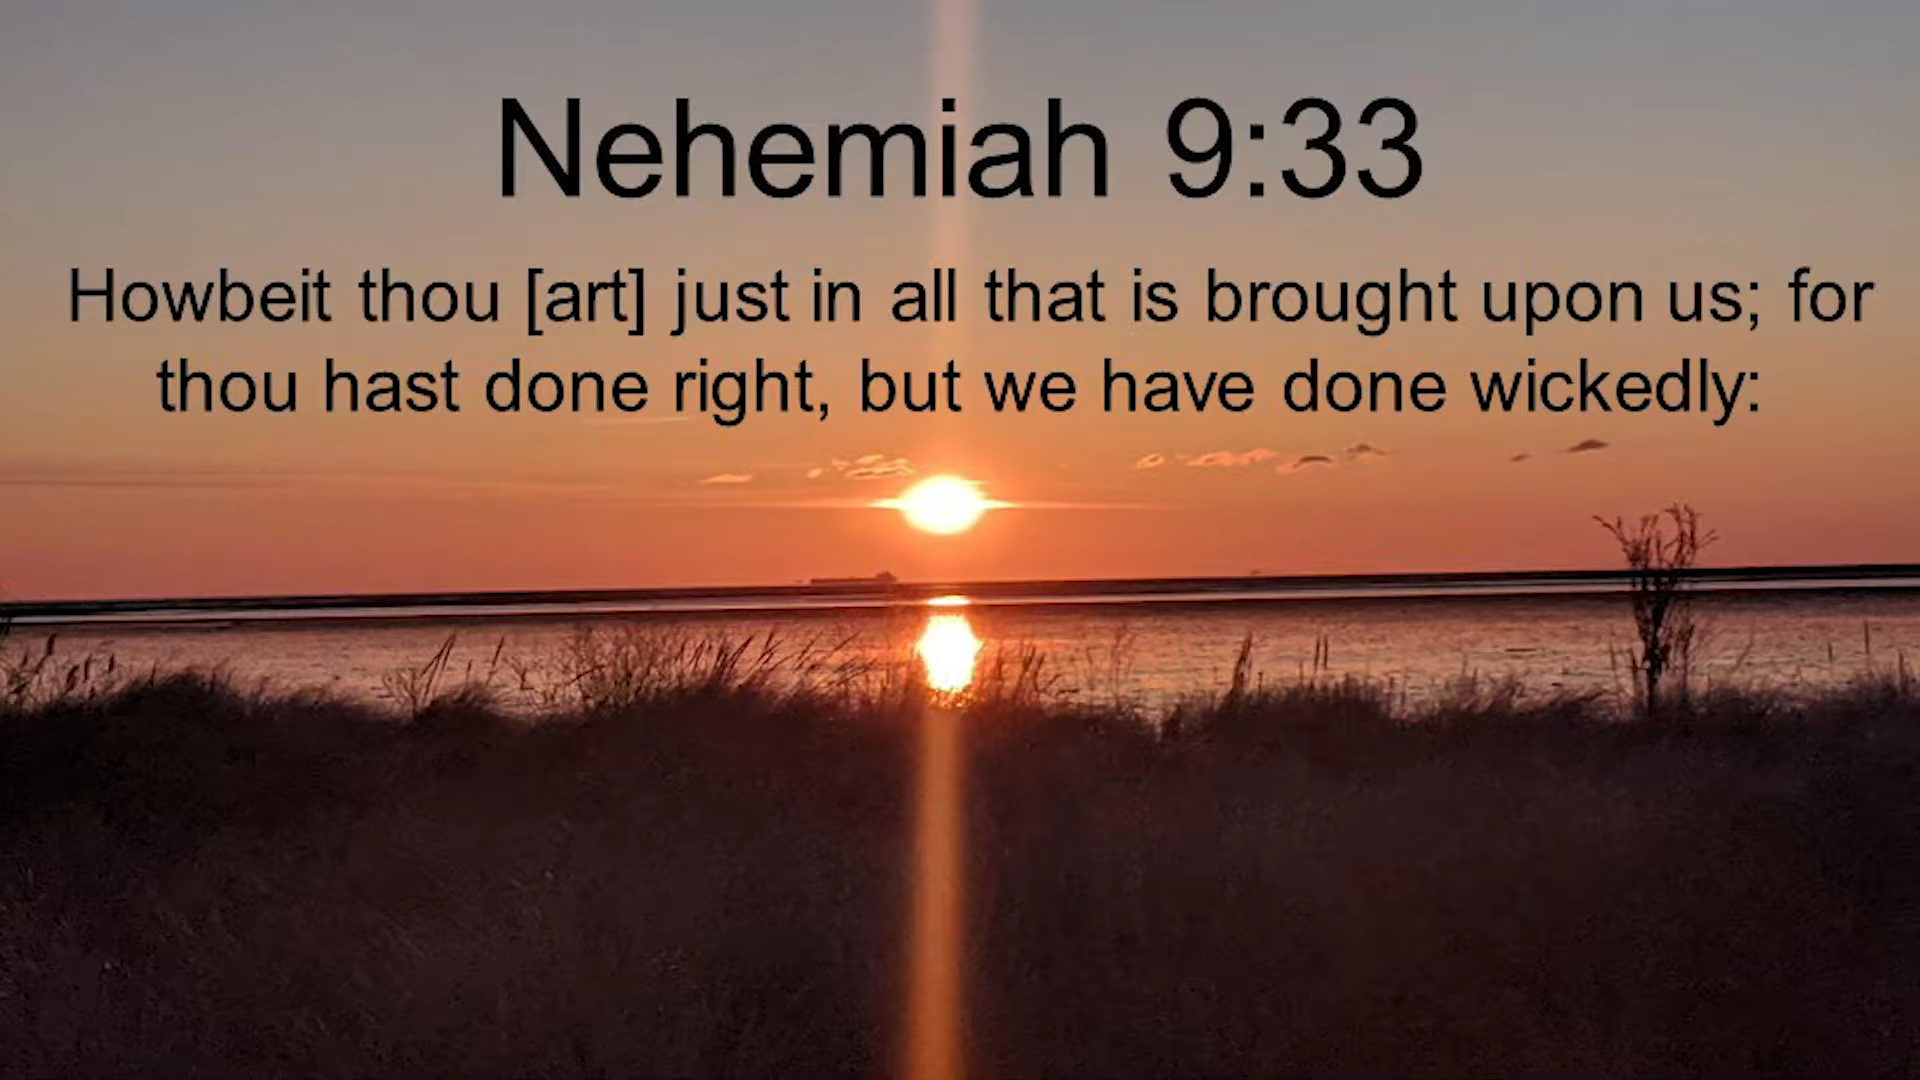 Nehemiah 9:33
Howbeit thou [art] just in all that is brought upon us; for
thou hast done right, but we have done wickedly: